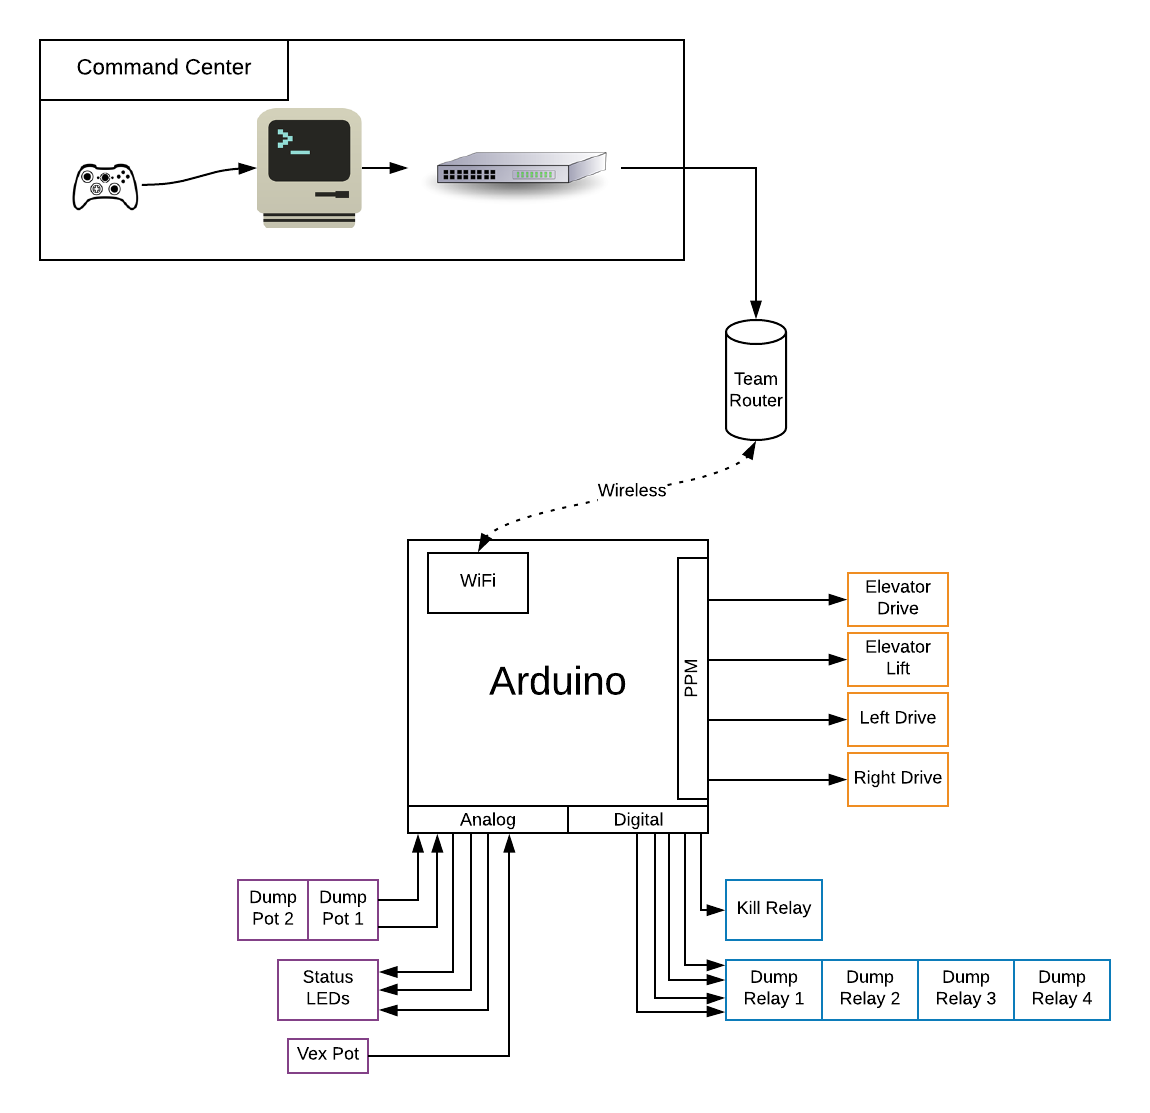 Command Center
>_
Team
Router
Wireless
WiFi
Arduino
PPM
Elevator
Drive
Elevator
Lift
Left Drive
Right Drive
Analog
Digital
Dump
Pot 2
Dump
Pot 1
Kill Relay
Status
LEDs
Dump
Relay 1
Dump
Relay 2
Dump
Relay 3
Dump
Relay 4
Vex Pot